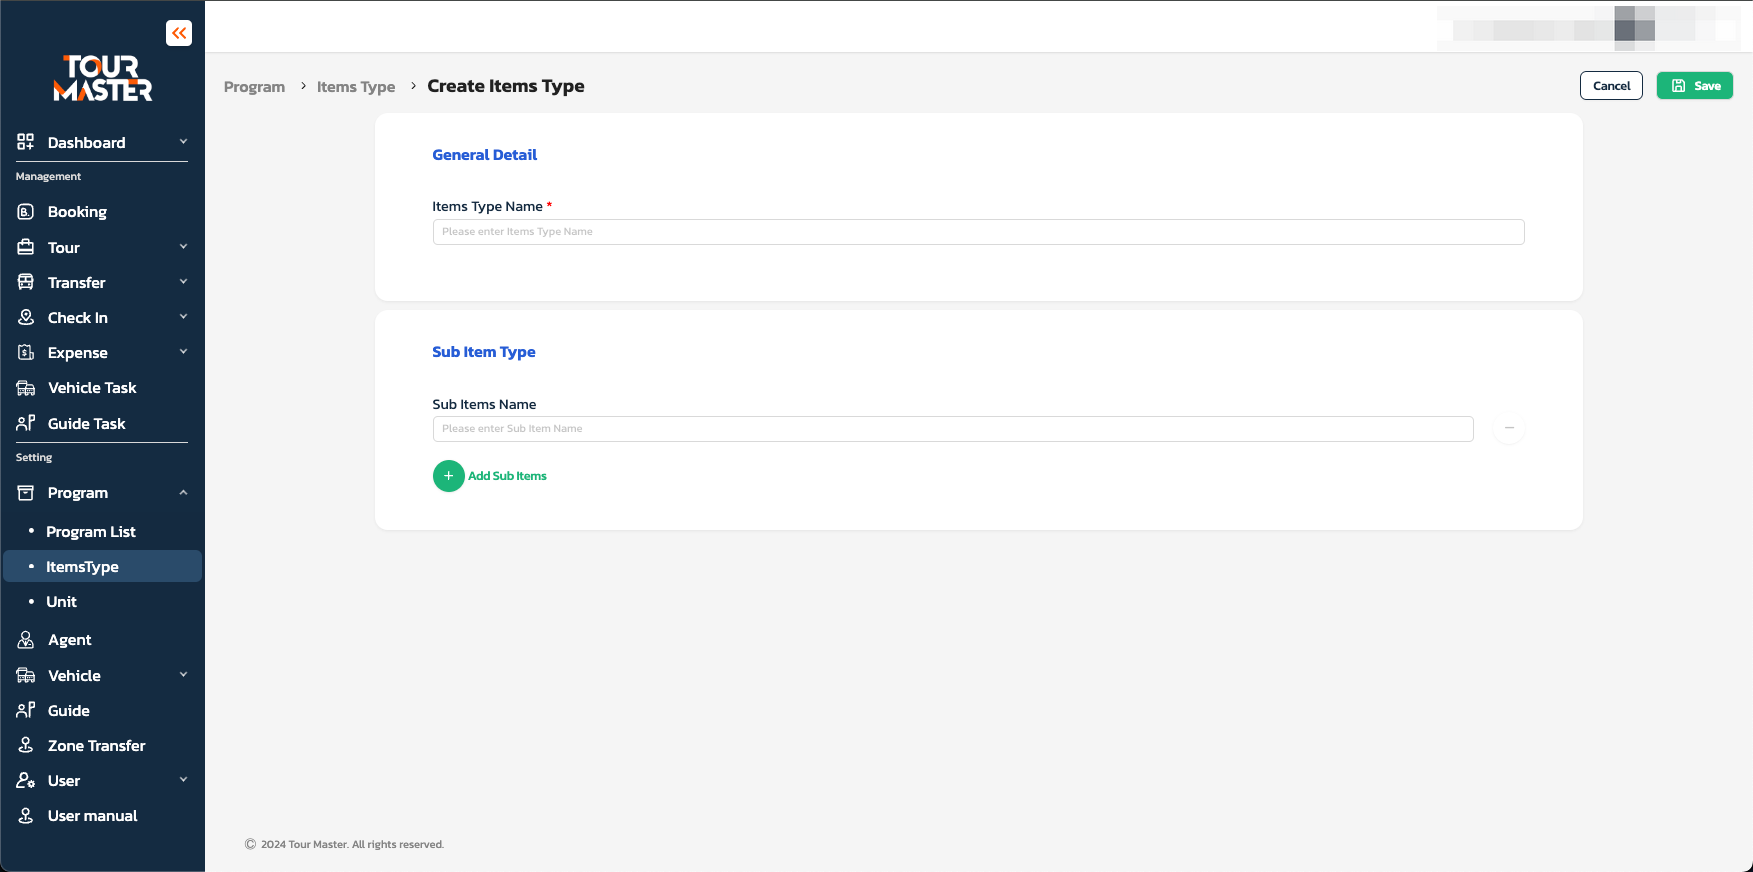 TOUR
MASTER
Dashboard
Management
Booking
Tour
Transfer
Check In
Expense
Vehicle Task
Guide Task
Setting
Program
Program List
ItemsType
Unit
Agent
Vehicle
Guide
Zone Transfer
User
User manual
Program > Items Type > Create Items Type
Cancel
Save
General Detail
Items Type Name *
Please enter Items Type Name
Sub Item Type
Sub Items Name
Please enter Sub Item Name
Add Sub Items
© 2024 Tour Master. All rights reserved.